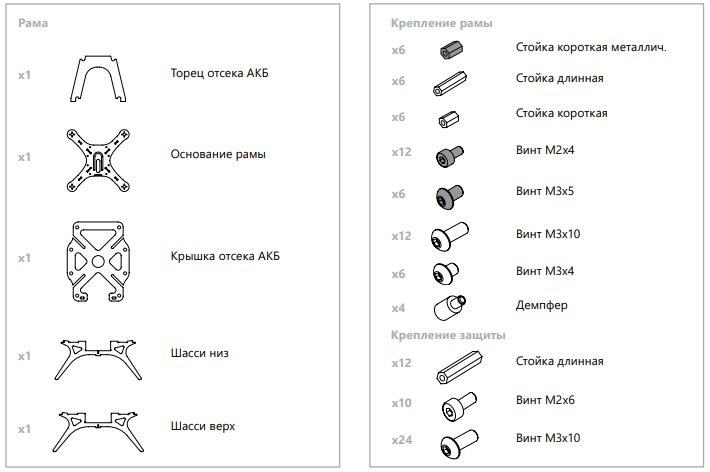 Рама
x1 Торец отсека АКБ
x1 Основание рамы
x1 Крышка отсека АКБ
x1 Шасси низ
x1 Шасси верх
Крепление рамы
x6 Стойка короткая металлич.
x6 Стойка длинная
x6 Стойка короткая
x12 Винт М2х4
x6 Винт М3х5
x12 Винт М3х10
x6 Винт М3х4
x4 Демпфер
Крепление защиты
x12 Стойка длинная
x10 Винт М2х6
x24 Винт М3х10